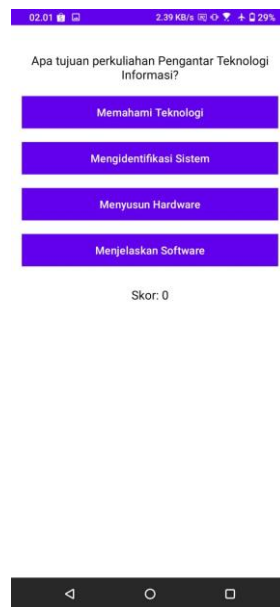 02.01 2.39 KB/s 29%
Apa tujuan perkuliahan Pengantar Teknologi
Informasi?
Memahami Teknologi
Mengidentifikasi Sistem
Menyusun Hardware
Menjelaskan Software
Skor: 0